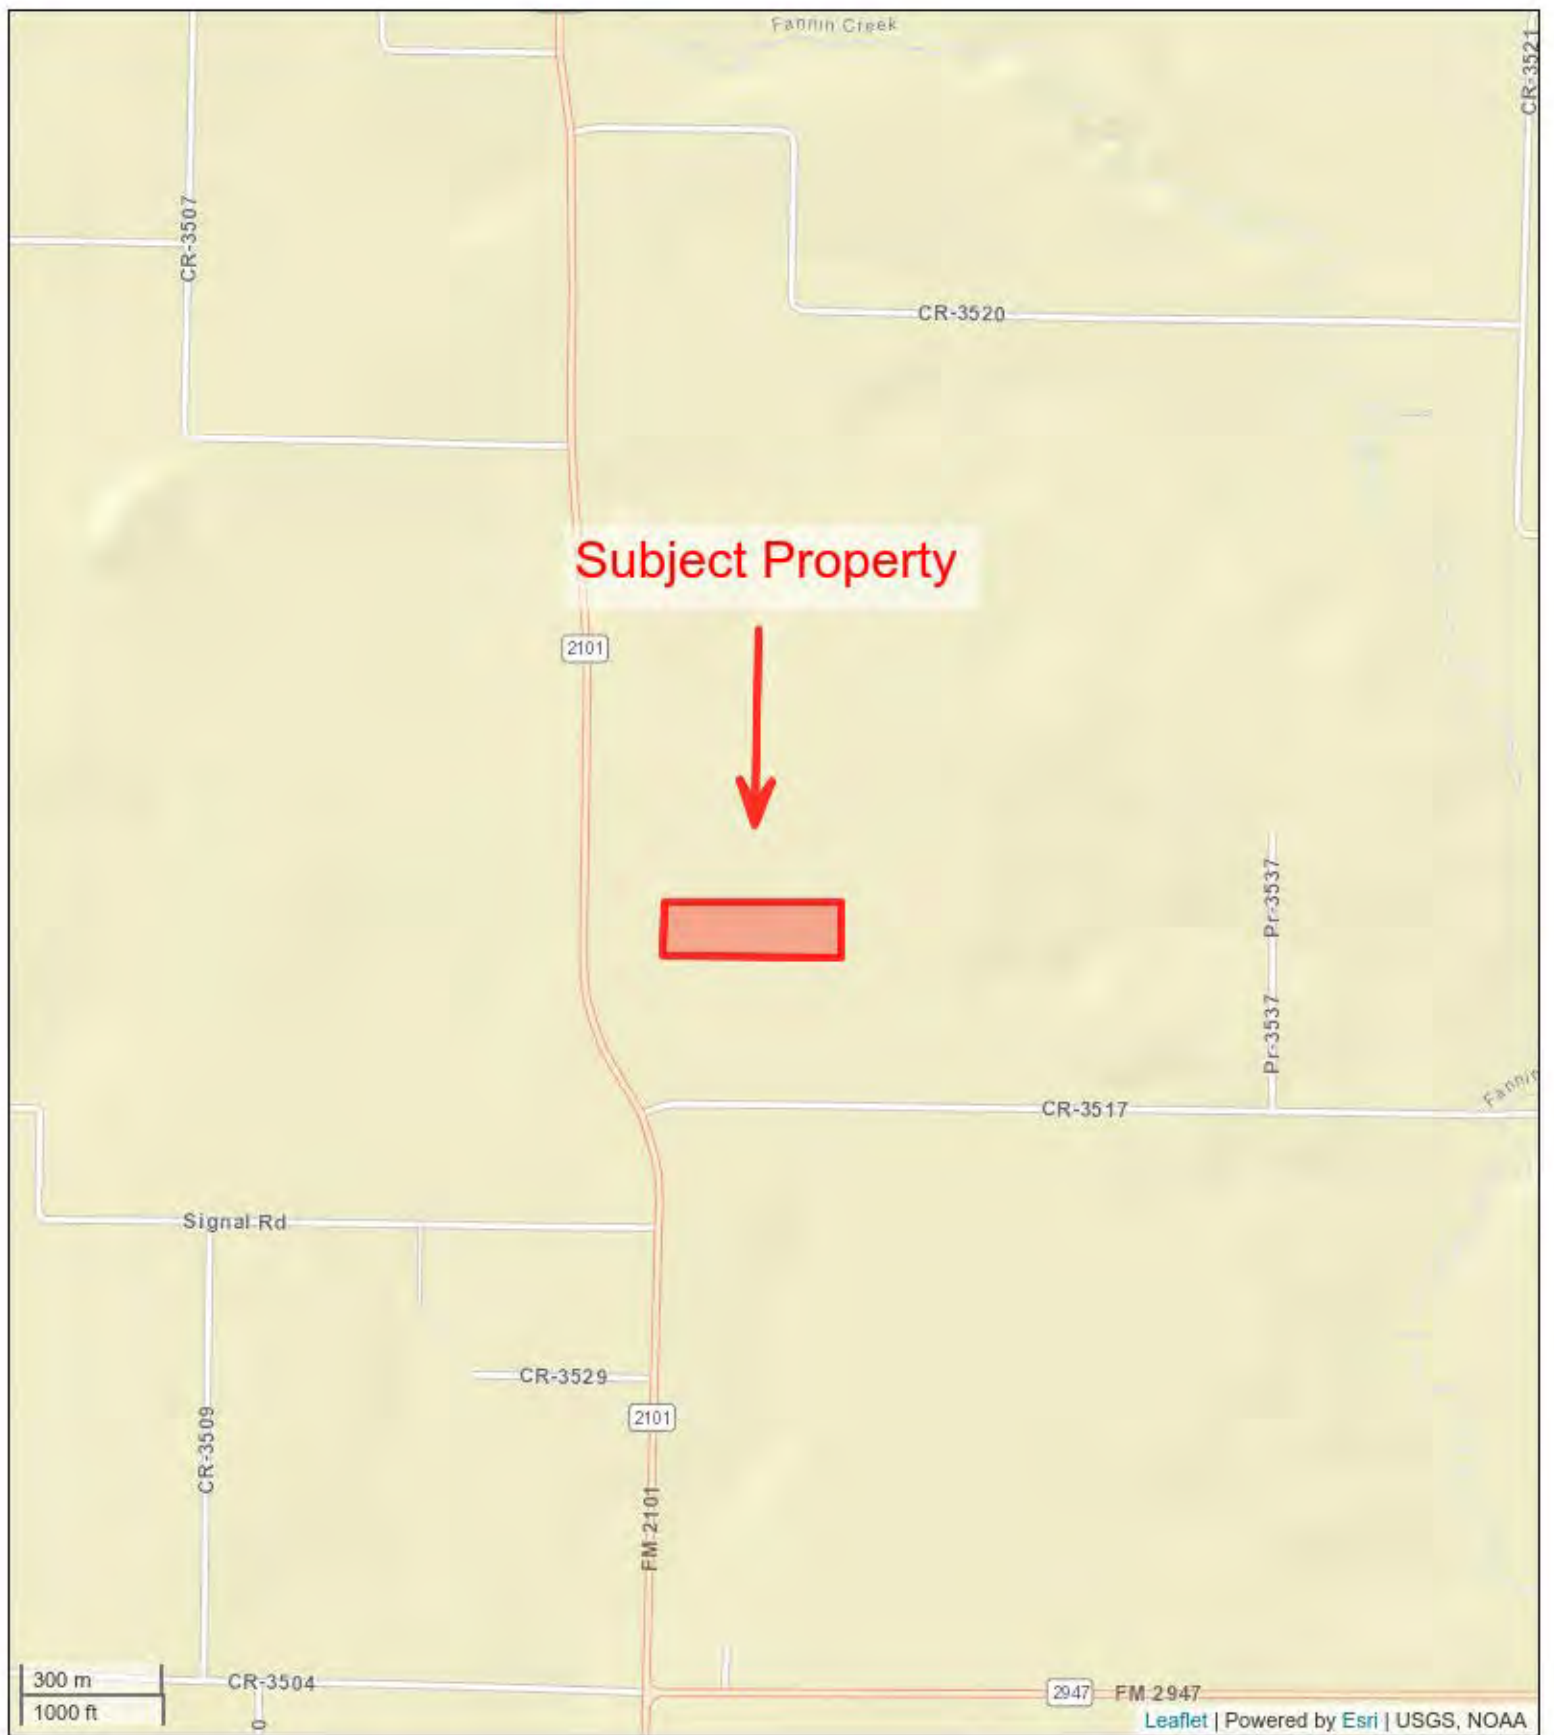 Fannin Creek
CR-3521
CR-3507
CR-3520
Subject Property
2101
Pr-3537
Pr-3537
Fannin
CR-3517
Signal Rd
CR-3529
2101
CR-3509
FM 2101
300 m
CR-3504
2947 FM 2947
1000 ft
Leaflet | Powered by Esri | USGS, NOAA